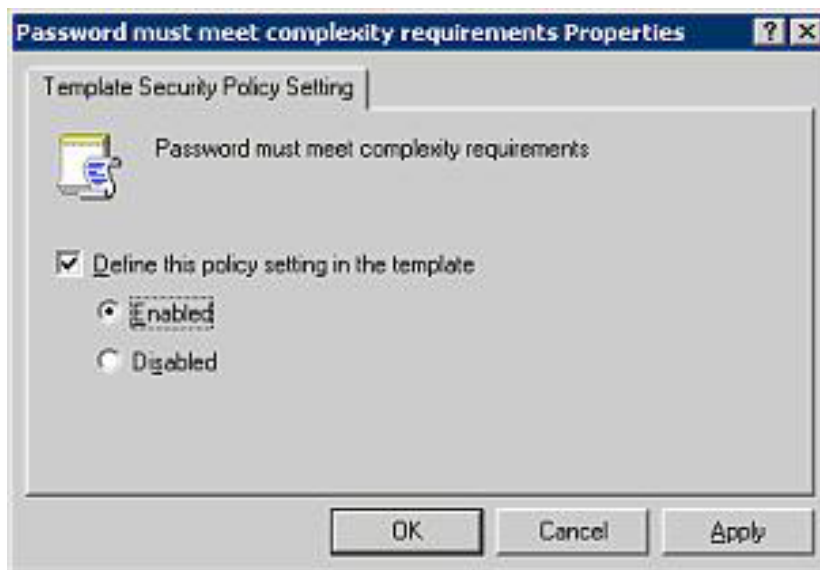 Password must meet complexity requirements Properties
Template Security Policy Setting
Password must meet complexity requirements
Define this policy setting in the template
Enabled
Disabled
OK
Cancel
Apply